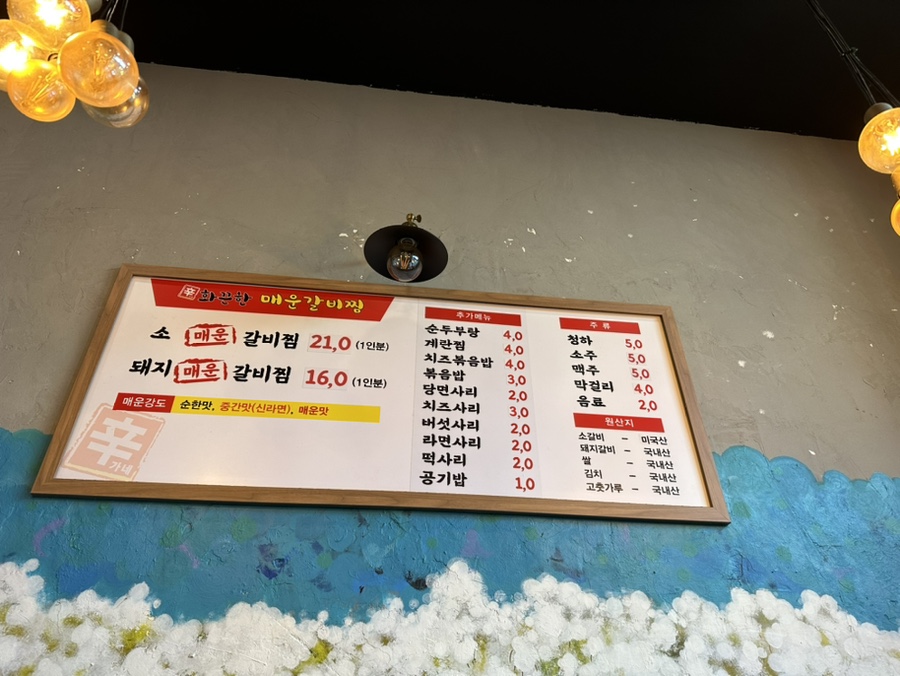 辛 화끈한 매운갈비찜
소 매운 갈비찜 21,0 (1인분)
돼지 매운 갈비찜 16,0 (1인분)
매운강도 순한맛, 중간맛(신라면), 매운맛
辛
가네
추가메뉴
순두부랑 4,0
계란찜 4,0
치즈볶음밥 4,0
볶음밥 3,0
당면사리 2,0
치즈사리 3,0
버섯사리 2,0
라면사리 2,0
떡사리 2,0
공기밥 1,0
주 류
청하 5,0
소주 5,0
맥주 5,0
막걸리 4,0
음료 2,0
원산지
소갈비 - 미국산
돼지갈비 - 국내산
쌀 - 국내산
김치 - 국내산
고춧가루 - 국내산